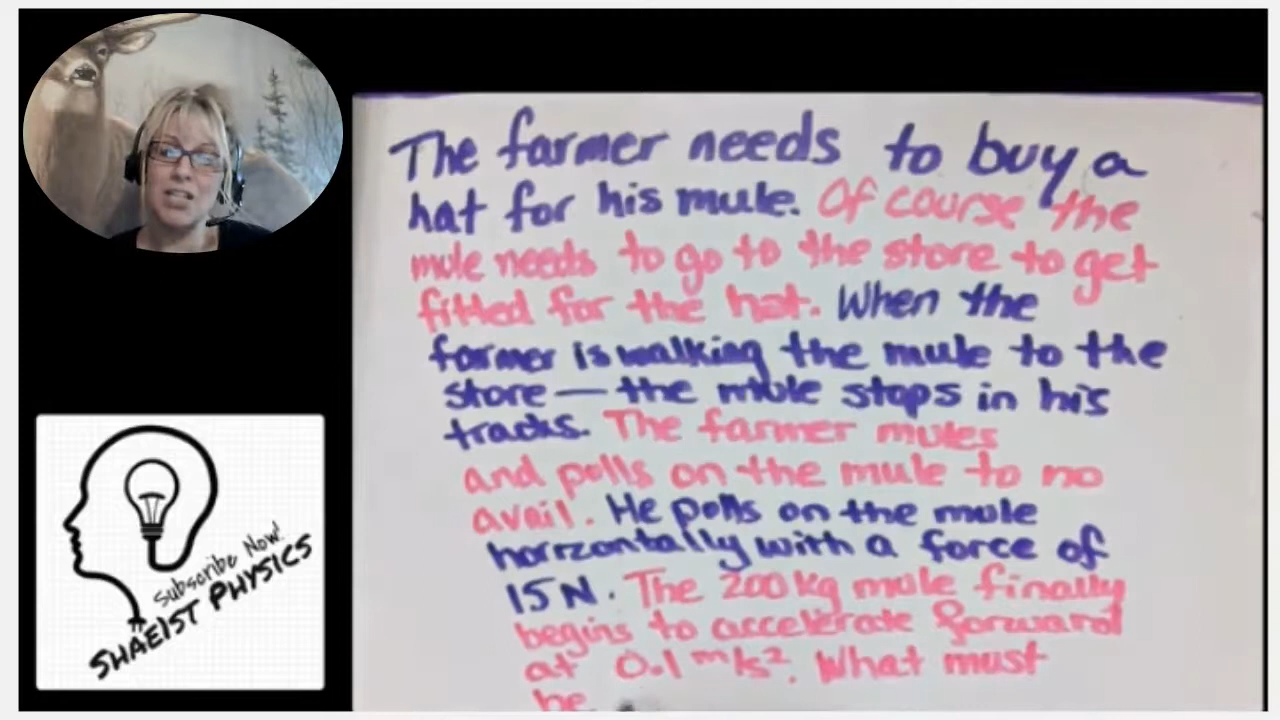 The farmer needs to buy a
hat for his mule. Of course the
mule needs to go to the store to get
fitted for the hat. When the
farmer is walking the mule to the
store — the mule stops in his
tracks. The farmer mules
and polls on the mule to no
avail. He polls on the mule
horizontally with a force of
15 N. The 200 kg mule finally
begins to accelerate forward
at 0.1 m/s². What must
be
Subscribe Now!
SHAEIST PHYSICS